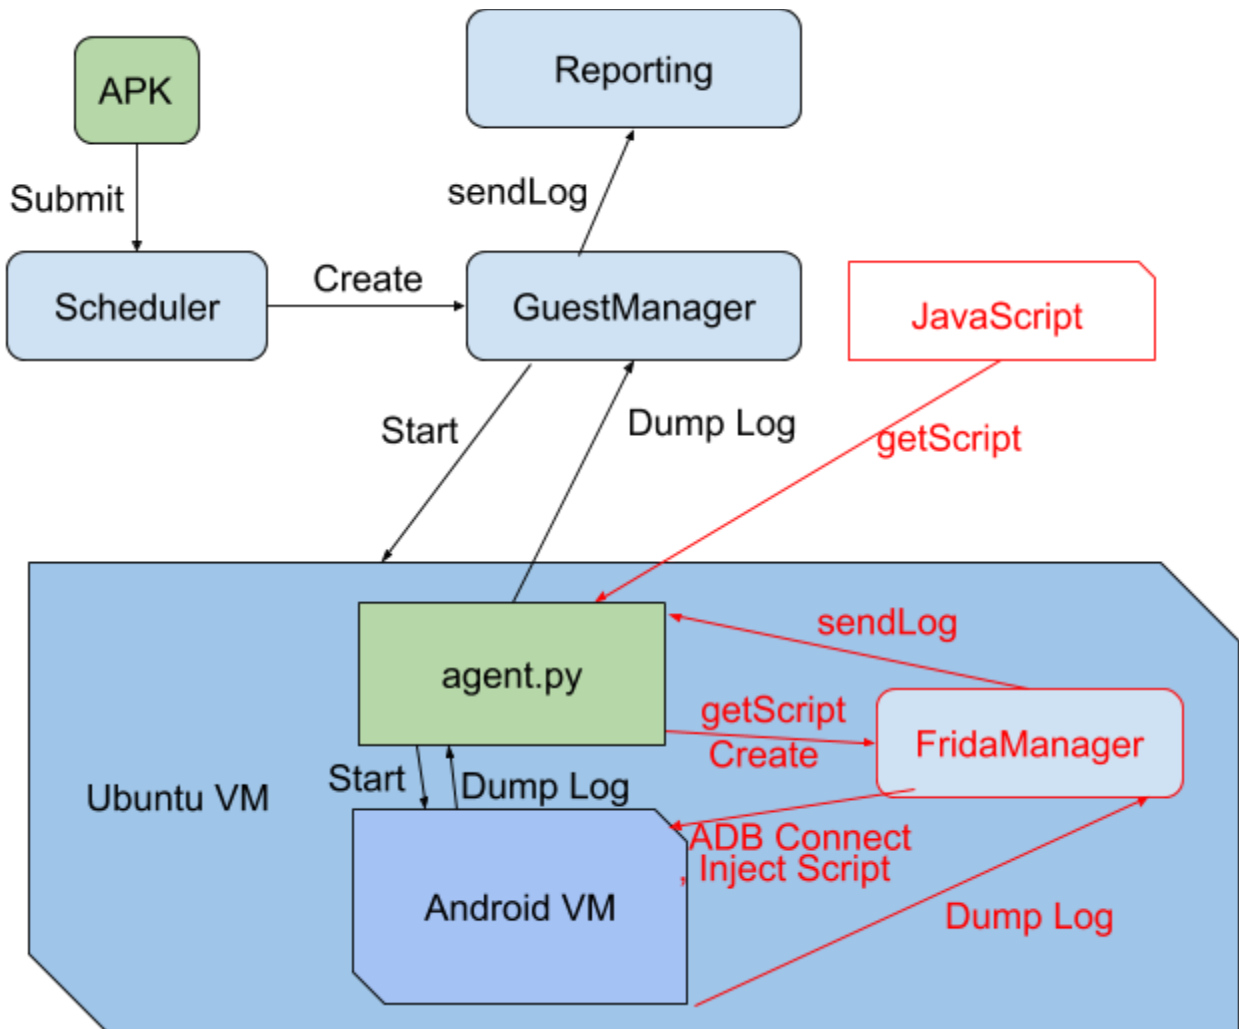 APK
Reporting
Submit
sendLog
Scheduler
Create
GuestManager
JavaScript
Start
Dump Log
getScript
agent.py
sendLog
getScript
Create
FridaManager
Ubuntu VM
Start
Dump Log
ADB Connect
, Inject Script
Android VM
Dump Log